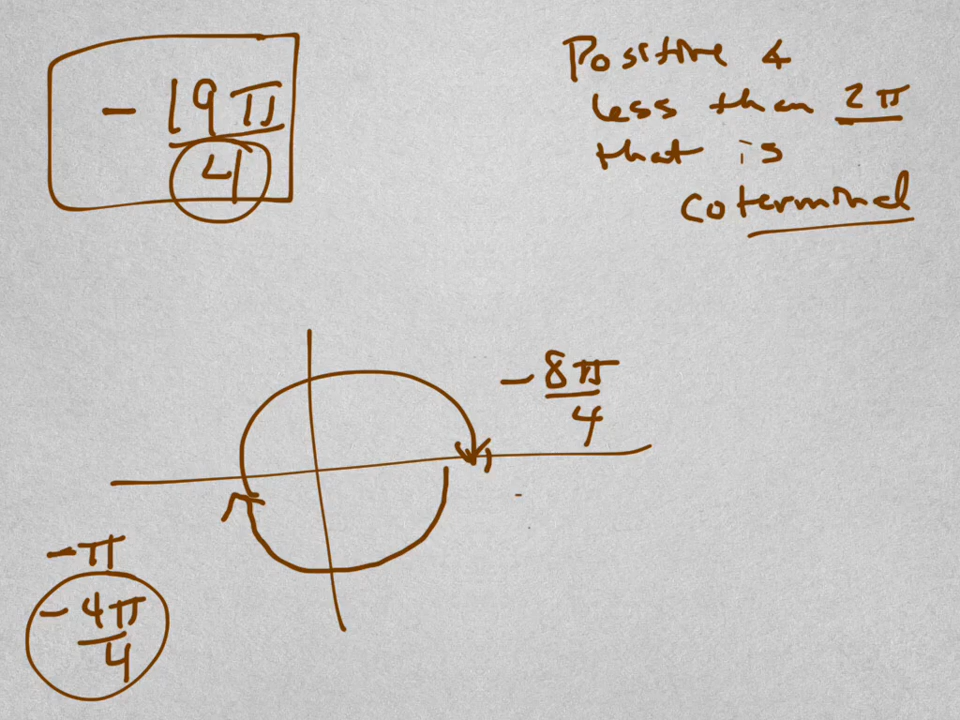 - 19π
4
Positive &
less than 2π
that is
coterminal
- 8π
4
-π
- 4π
4